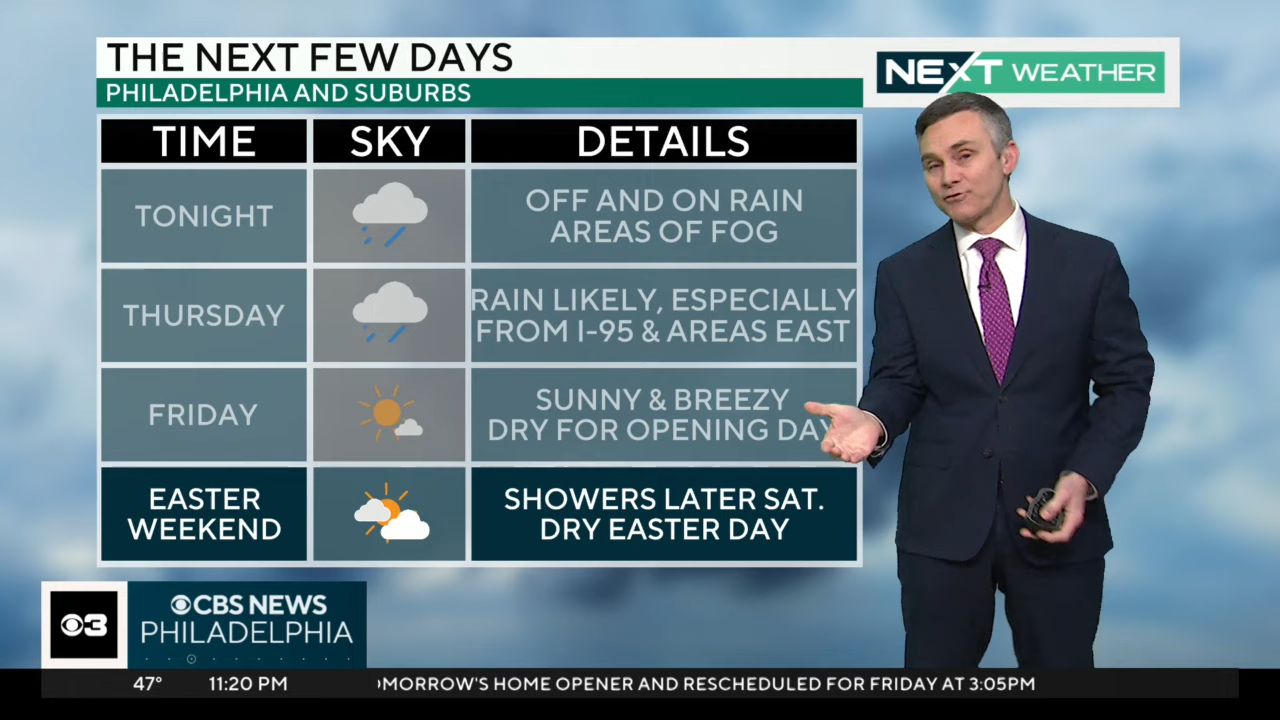 THE NEXT FEW DAYS
PHILADELPHIA AND SUBURBS
NEXT WEATHER
TIME SKY DETAILS
TONIGHT
OFF AND ON RAIN
AREAS OF FOG
THURSDAY
RAIN LIKELY, ESPECIALLY
FROM I-95 & AREAS EAST
FRIDAY
SUNNY & BREEZY
DRY FOR OPENING DAY
EASTER
WEEKEND
SHOWERS LATER SAT.
DRY EASTER DAY
3
CBS NEWS
PHILADELPHIA
47° 11:20 PM OMORROW'S HOME OPENER AND RESCHEDULED FOR FRIDAY AT 3:05PM